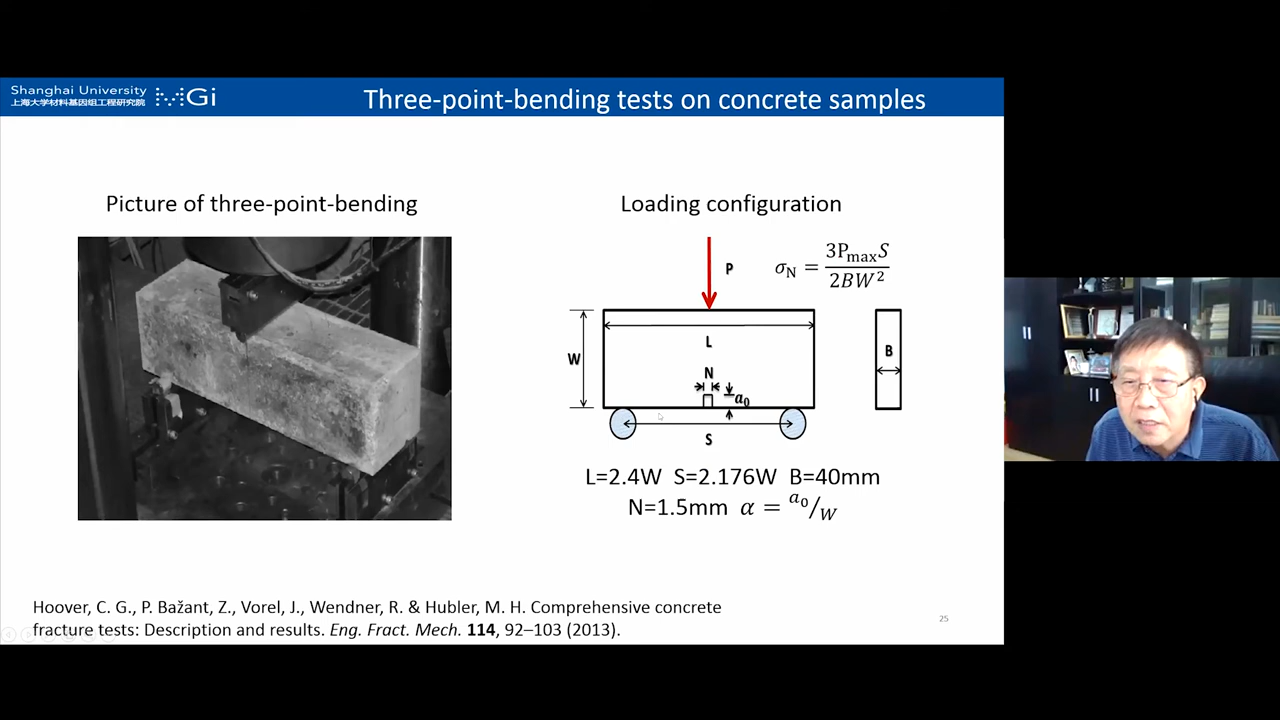 Shanghai University
上海大学材料基因组工程研究院
MGi
Three-point-bending tests on concrete samples
Picture of three-point-bending
Loading configuration
P
σ_N = 3P_max S / 2BW²
L
W
N
a₀
B
S
L=2.4W S=2.176W B=40mm
N=1.5mm α = a₀/W
Hoover, C. G., P. Bažant, Z., Vorel, J., Wendner, R. & Hubler, M. H. Comprehensive concrete
fracture tests: Description and results. Eng. Fract. Mech. 114, 92–103 (2013).
25